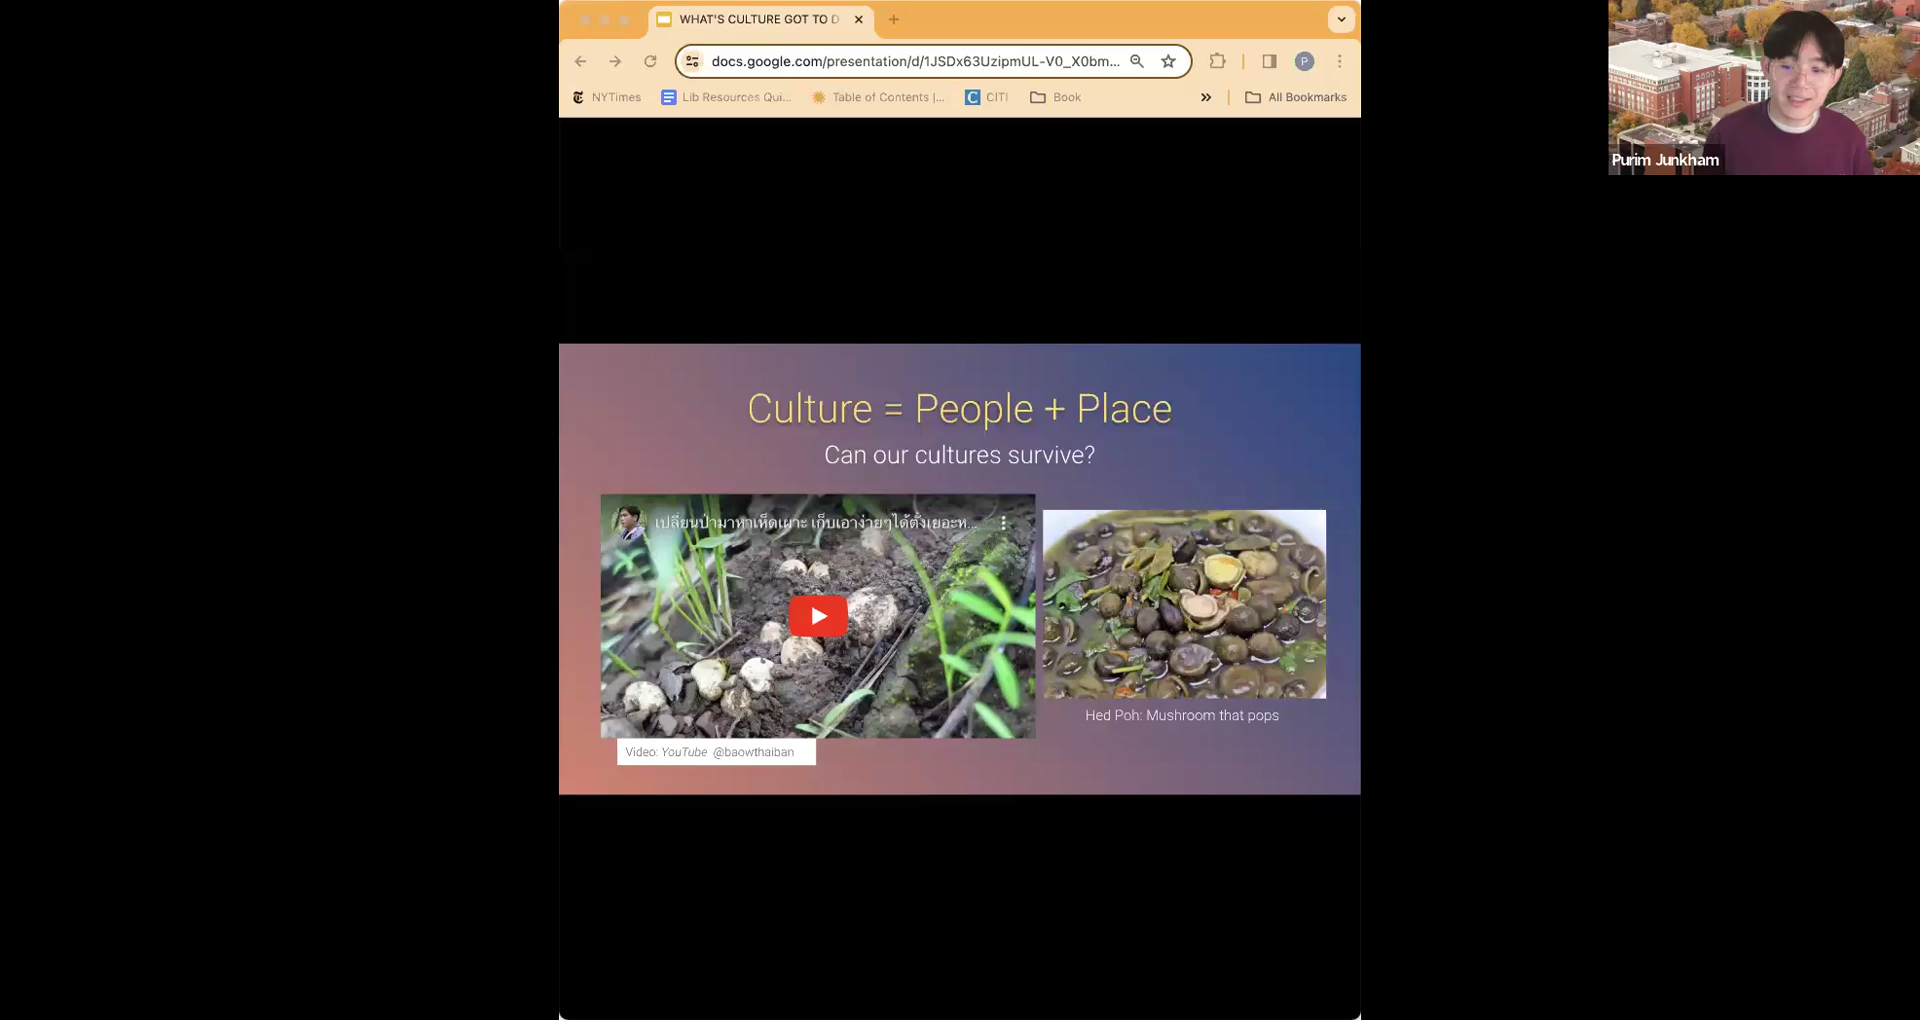 WHAT'S CULTURE GOT TO D
docs.google.com/presentation/d/1JSDx63UzipmUL-V0_X0bm...
P
NYTimes
Lib Resources Qui...
Table of Contents |...
C CITI
Book
»
All Bookmarks
Purim Junkham
Culture = People + Place
Can our cultures survive?
เปลี่ยนป่ามาหาเห็ดเผาะ เก็บเอาง่ายๆได้ตั้งเยอะห...
Hed Poh: Mushroom that pops
Video: YouTube @baowthaiban